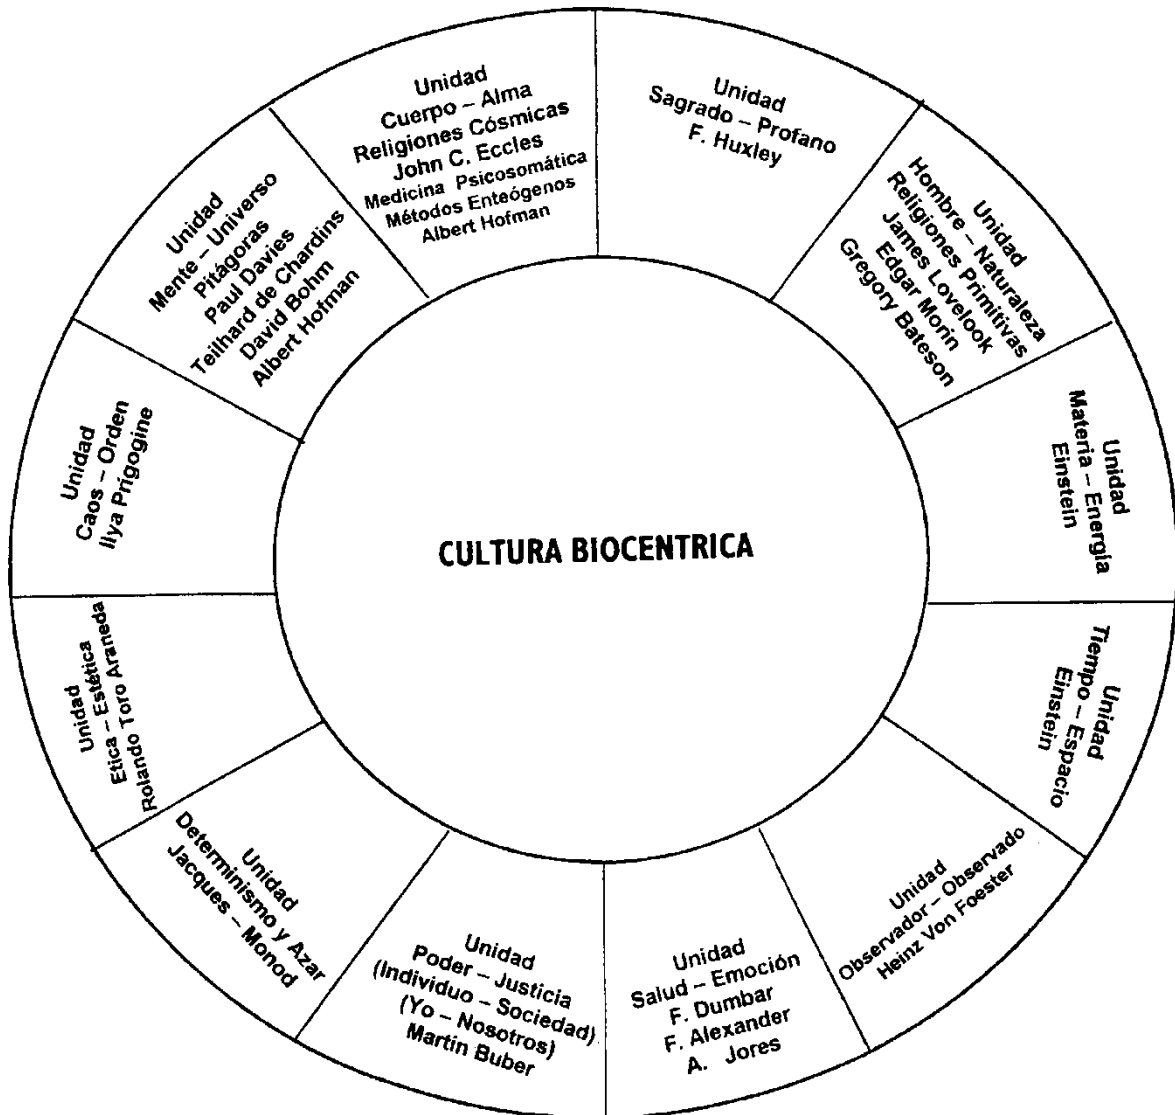 Unidad
Sagrado – Profano
F. Huxley
Unidad
Hombre – Naturaleza
Religiones Primitivas
James Lovelook
Edgar Morin
Gregory Bateson
Unidad
Materia – Energía
Einstein
Unidad
Tiempo – Espacio
Einstein
Unidad
Observador – Observado
Heinz Von Foester
Unidad
Salud – Emoción
F. Dumbar
F. Alexander
A. Jores
Unidad
Poder – Justicia
(Individuo – Sociedad)
(Yo – Nosotros)
Martin Buber
Unidad
Determinismo y Azar
Jacques – Monod
Unidad
Etica – Estética
Rolando Toro Araneda
Unidad
Caos – Orden
Ilya Prigogine
Unidad
Mente – Universo
Pitágoras
Paul Davies
Teilhard de Chardins
David Bohm
Albert Hofman
Unidad
Cuerpo – Alma
Religiones Cósmicas
John C. Eccles
Medicina Psicosomática
Métodos Enteógenos
Albert Hofman
CULTURA BIOCENTRICA